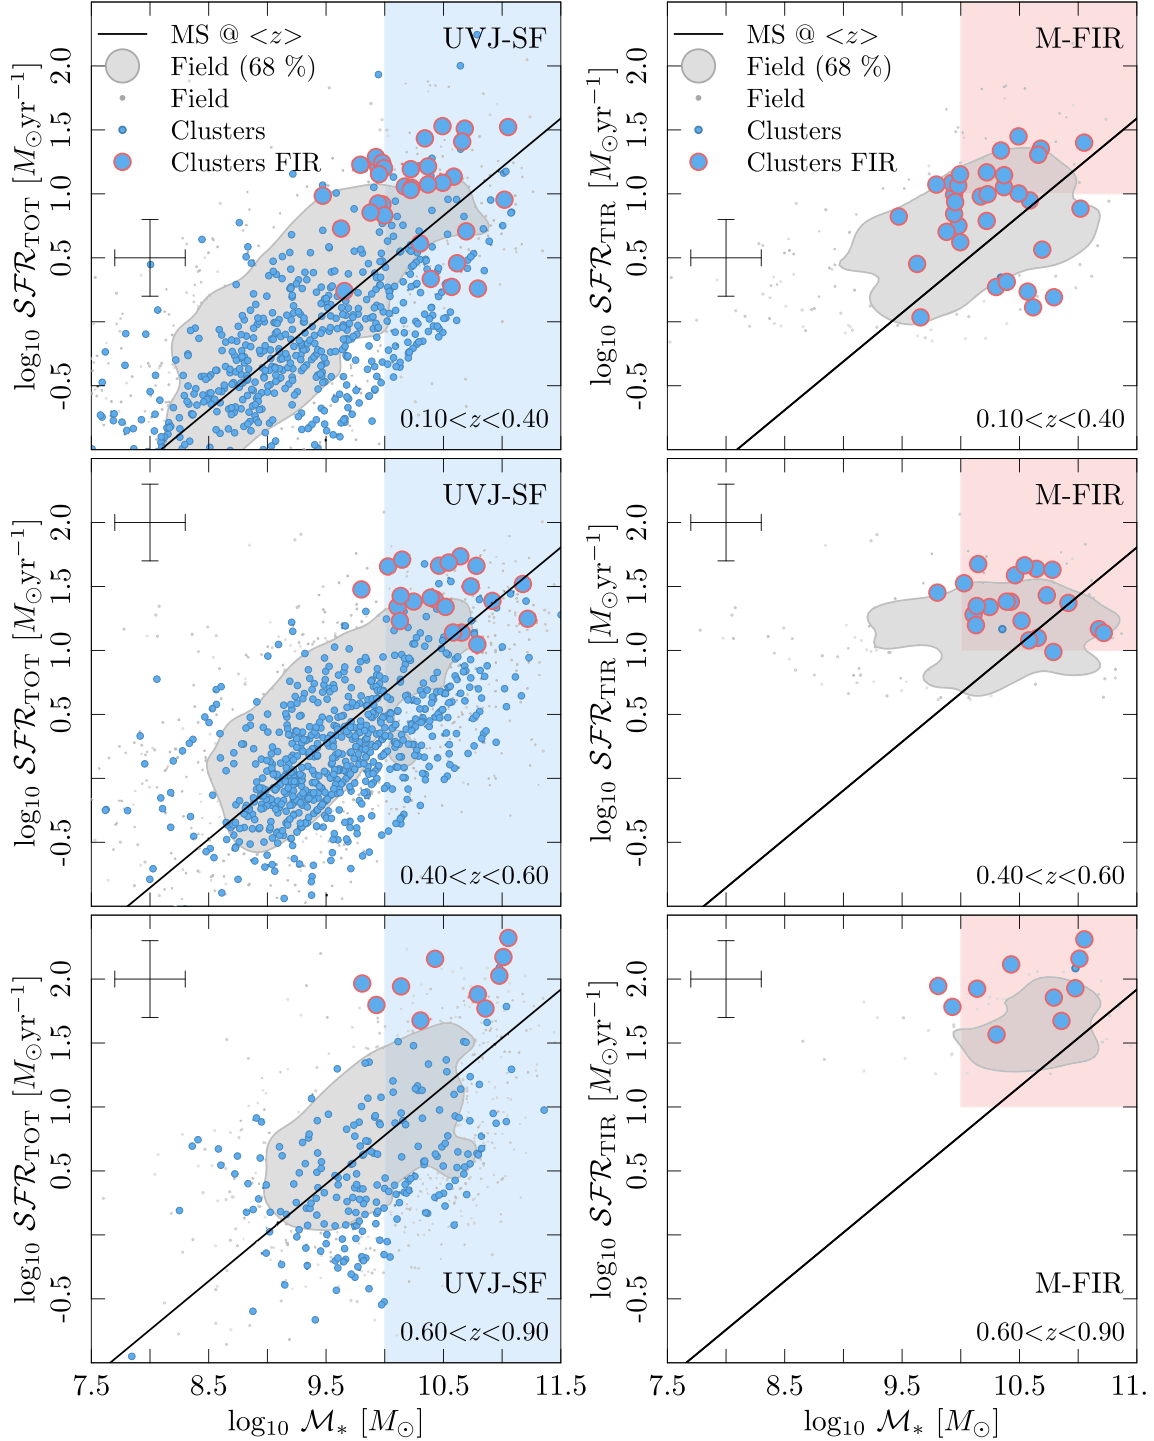 MS @ <z>
Field (68 %)
Field
Clusters
Clusters FIR
UVJ-SF
0.10<z<0.40
log₁₀ SFR_TOT [M⊙yr⁻¹]
2.0
1.5
1.0
0.5
-0.5
MS @ <z>
Field (68 %)
Field
Clusters
Clusters FIR
M-FIR
0.10<z<0.40
log₁₀ SFR_TIR [M⊙yr⁻¹]
2.0
1.5
1.0
0.5
-0.5
UVJ-SF
0.40<z<0.60
log₁₀ SFR_TOT [M⊙yr⁻¹]
2.0
1.5
1.0
0.5
-0.5
M-FIR
0.40<z<0.60
log₁₀ SFR_TIR [M⊙yr⁻¹]
2.0
1.5
1.0
0.5
-0.5
UVJ-SF
0.60<z<0.90
log₁₀ SFR_TOT [M⊙yr⁻¹]
2.0
1.5
1.0
0.5
-0.5
7.5 8.5 9.5 10.5 11.5
log₁₀ M∗ [M⊙]
M-FIR
0.60<z<0.90
log₁₀ SFR_TIR [M⊙yr⁻¹]
2.0
1.5
1.0
0.5
-0.5
7.5 8.5 9.5 10.5 11.
log₁₀ M∗ [M⊙]